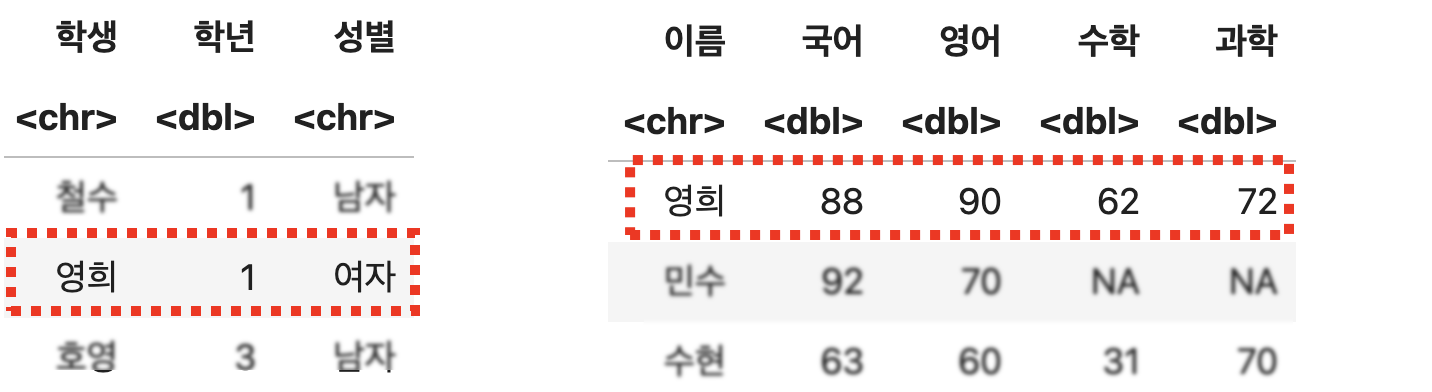 학생 학년 성별
<chr> <dbl> <chr>
철수 1 남자
영희 1 여자
호영 3 남자
이름 국어 영어 수학 과학
<chr> <dbl> <dbl> <dbl> <dbl>
영희 88 90 62 72
민수 92 70 NA NA
수현 63 60 31 70